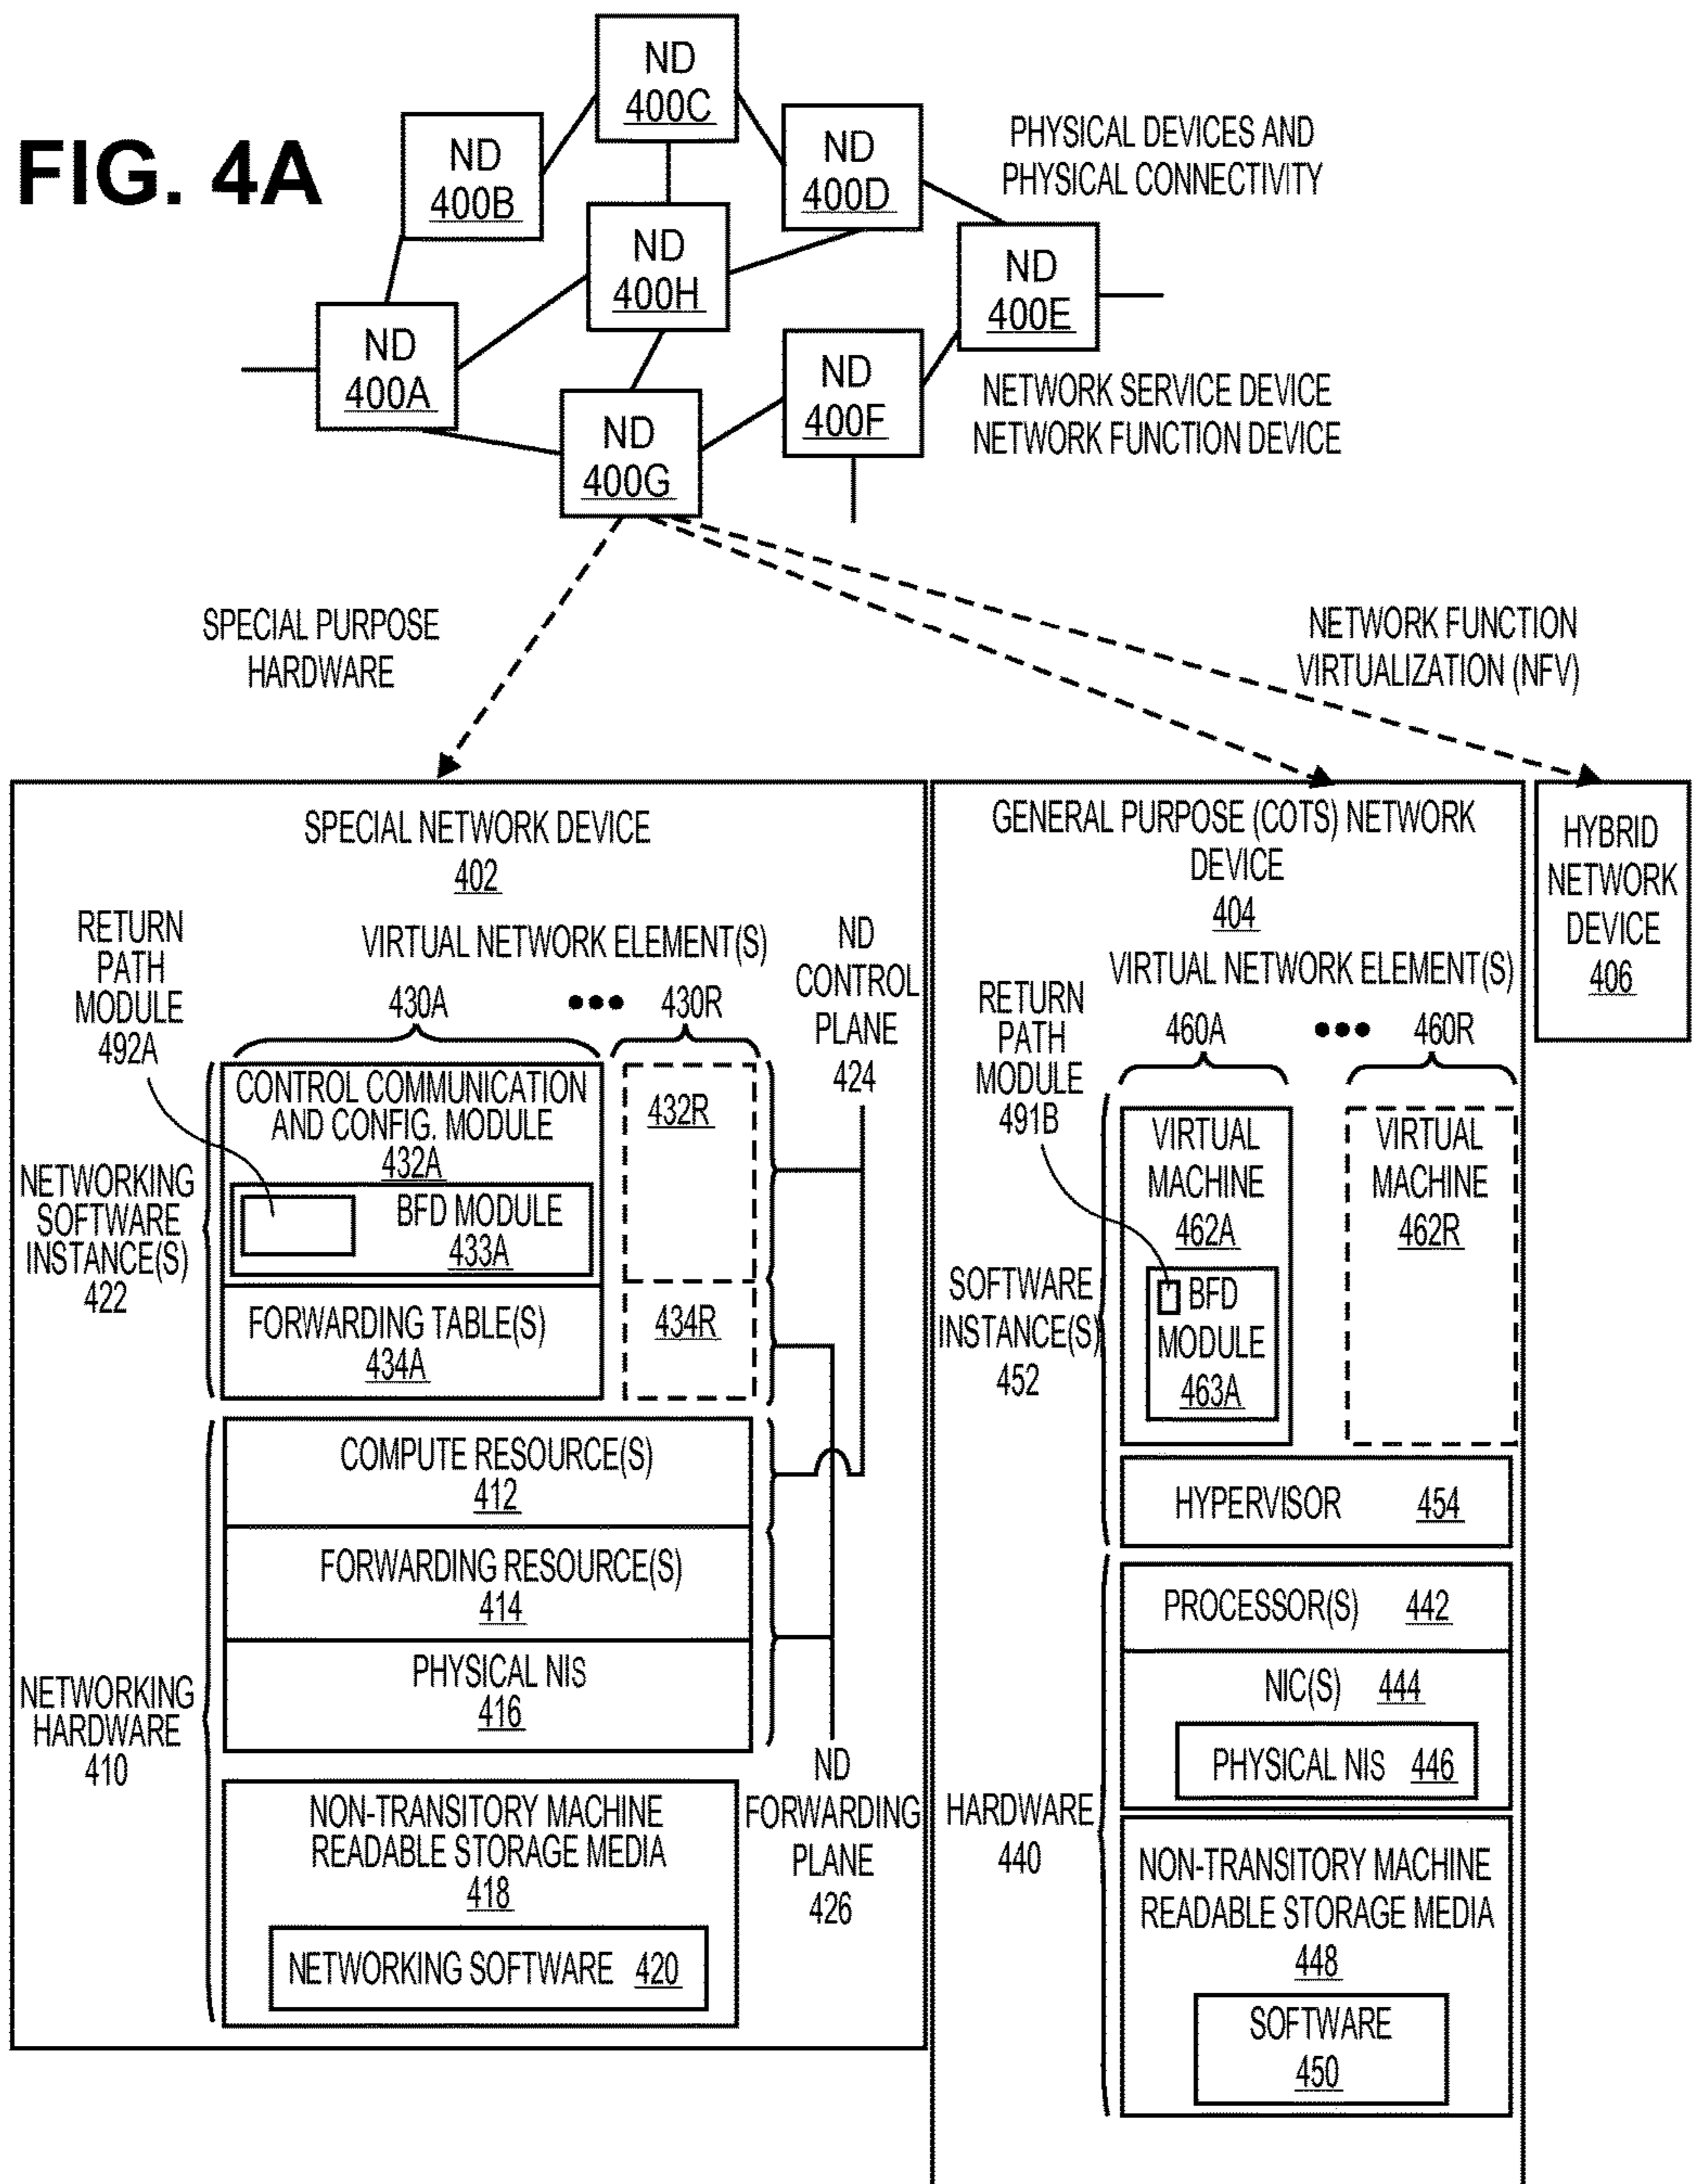 FIG. 4A
ND
400C
ND
400B
ND
400D
PHYSICAL DEVICES AND
PHYSICAL CONNECTIVITY
ND
400H
ND
400E
ND
400A
ND
400F
NETWORK SERVICE DEVICE
NETWORK FUNCTION DEVICE
ND
400G
SPECIAL PURPOSE
HARDWARE
NETWORK FUNCTION
VIRTUALIZATION (NFV)
SPECIAL NETWORK DEVICE
402
RETURN
PATH
MODULE
492A
VIRTUAL NETWORK ELEMENT(S)
430A
••• 430R
ND
CONTROL
PLANE
424
NETWORKING
SOFTWARE
INSTANCE(S)
422
CONTROL COMMUNICATION
AND CONFIG. MODULE
432A
BFD MODULE
433A
FORWARDING TABLE(S)
434A
432R
434R
NETWORKING
HARDWARE
410
COMPUTE RESOURCE(S)
412
FORWARDING RESOURCE(S)
414
PHYSICAL NIS
416
NON-TRANSITORY MACHINE
READABLE STORAGE MEDIA
418
NETWORKING SOFTWARE 420
ND
FORWARDING
PLANE
426
GENERAL PURPOSE (COTS) NETWORK
DEVICE
404
RETURN
PATH
MODULE
491B
VIRTUAL NETWORK ELEMENT(S)
460A
••• 460R
SOFTWARE
INSTANCE(S)
452
VIRTUAL
MACHINE
462A
BFD
MODULE
463A
VIRTUAL
MACHINE
462R
HYPERVISOR 454
HARDWARE
440
PROCESSOR(S) 442
NIC(S) 444
PHYSICAL NIS 446
NON-TRANSITORY MACHINE
READABLE STORAGE MEDIA
448
SOFTWARE
450
HYBRID
NETWORK
DEVICE
406